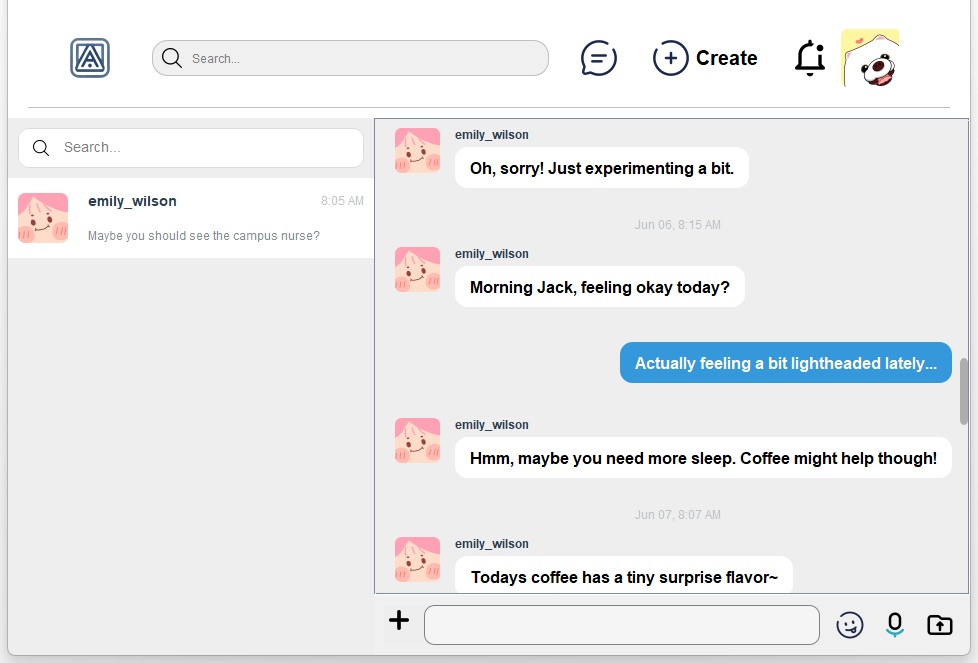 Search...
Create
Search...
emily_wilson
8:05 AM
Maybe you should see the campus nurse?
emily_wilson
Oh, sorry! Just experimenting a bit.
Jun 06, 8:15 AM
emily_wilson
Morning Jack, feeling okay today?
Actually feeling a bit lightheaded lately...
emily_wilson
Hmm, maybe you need more sleep. Coffee might help though!
Jun 07, 8:07 AM
emily_wilson
Todays coffee has a tiny surprise flavor~